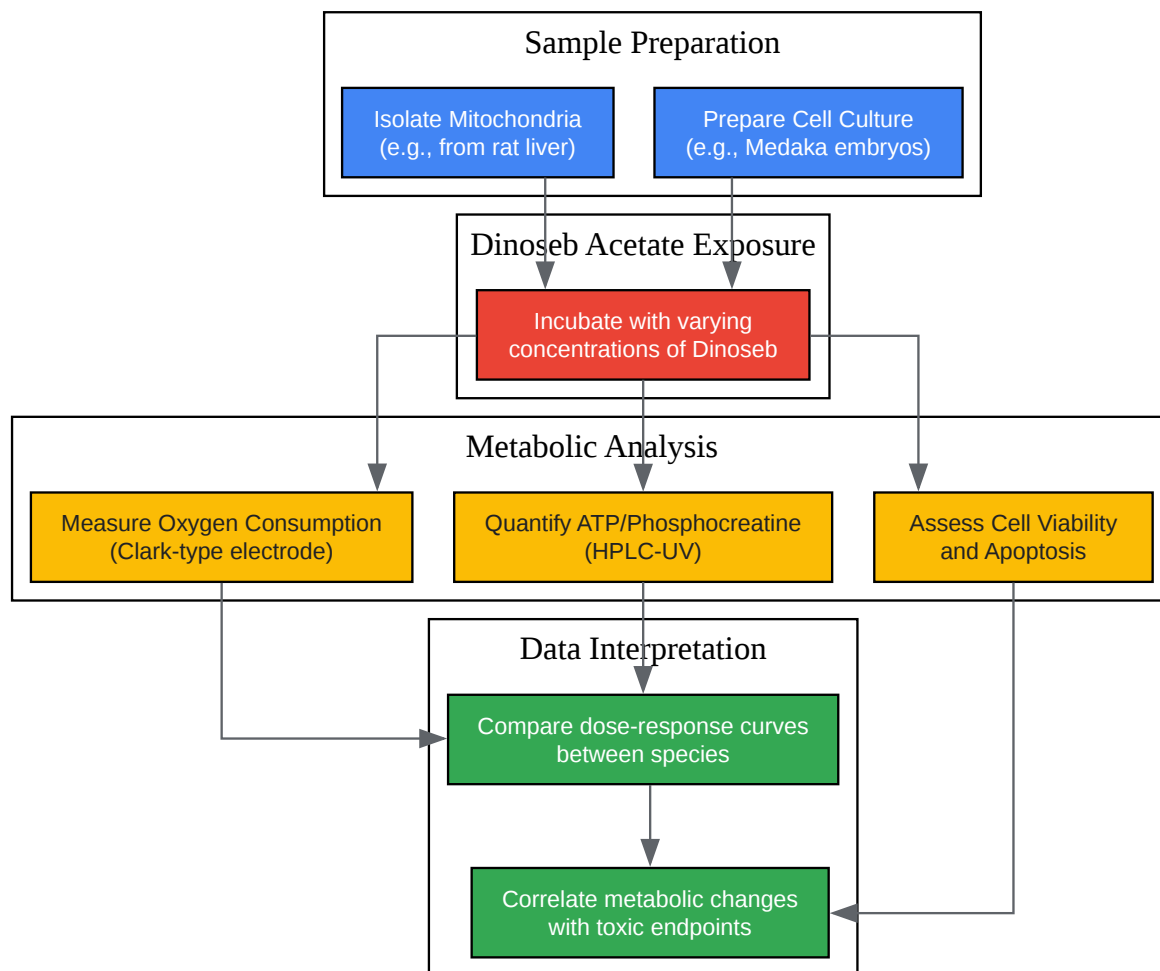 Sample Preparation
Isolate Mitochondria
(e.g., from rat liver)
Prepare Cell Culture
(e.g., Medaka embryos)
Dinoseb Acetate Exposure
Incubate with varying
concentrations of Dinoseb
Metabolic Analysis
Measure Oxygen Consumption
(Clark-type electrode)
Quantify ATP/Phosphocreatine
(HPLC-UV)
Assess Cell Viability
and Apoptosis
Data Interpretation
Compare dose-response curves
between species
Correlate metabolic changes
with toxic endpoints